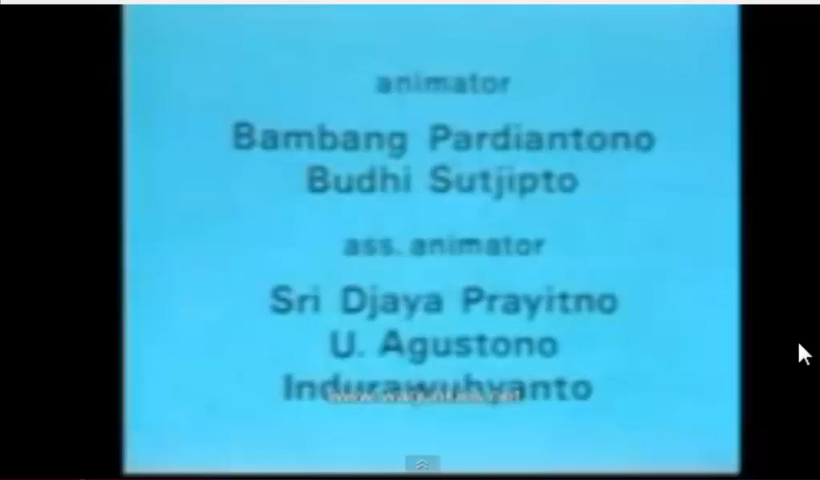 animator
Bambang Pardiantono
Budhi Sutjipto
ass. animator
Sri Djaya Prayitno
U. Agustono
Indurawuhyanto